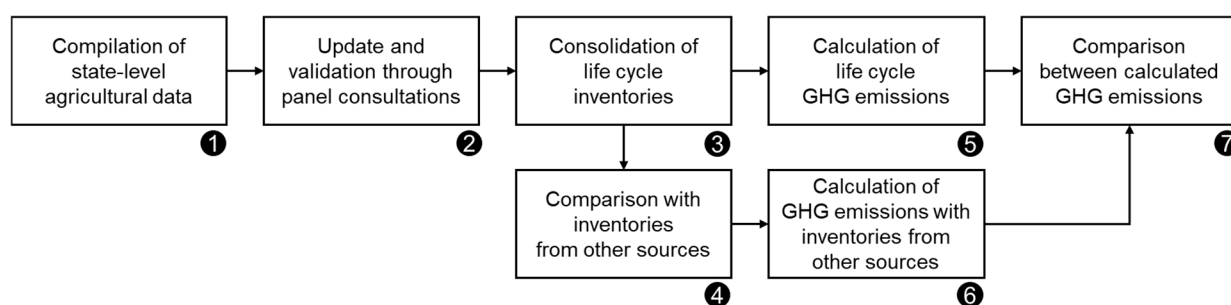 Compilation of
state-level
agricultural data
1
Update and
validation through
panel consultations
2
Consolidation of
life cycle
inventories
3
Calculation of
life cycle
GHG emissions
5
Comparison
between calculated
GHG emissions
7
Comparison with
inventories
from other sources
4
Calculation of
GHG emissions with
inventories from
other sources
6